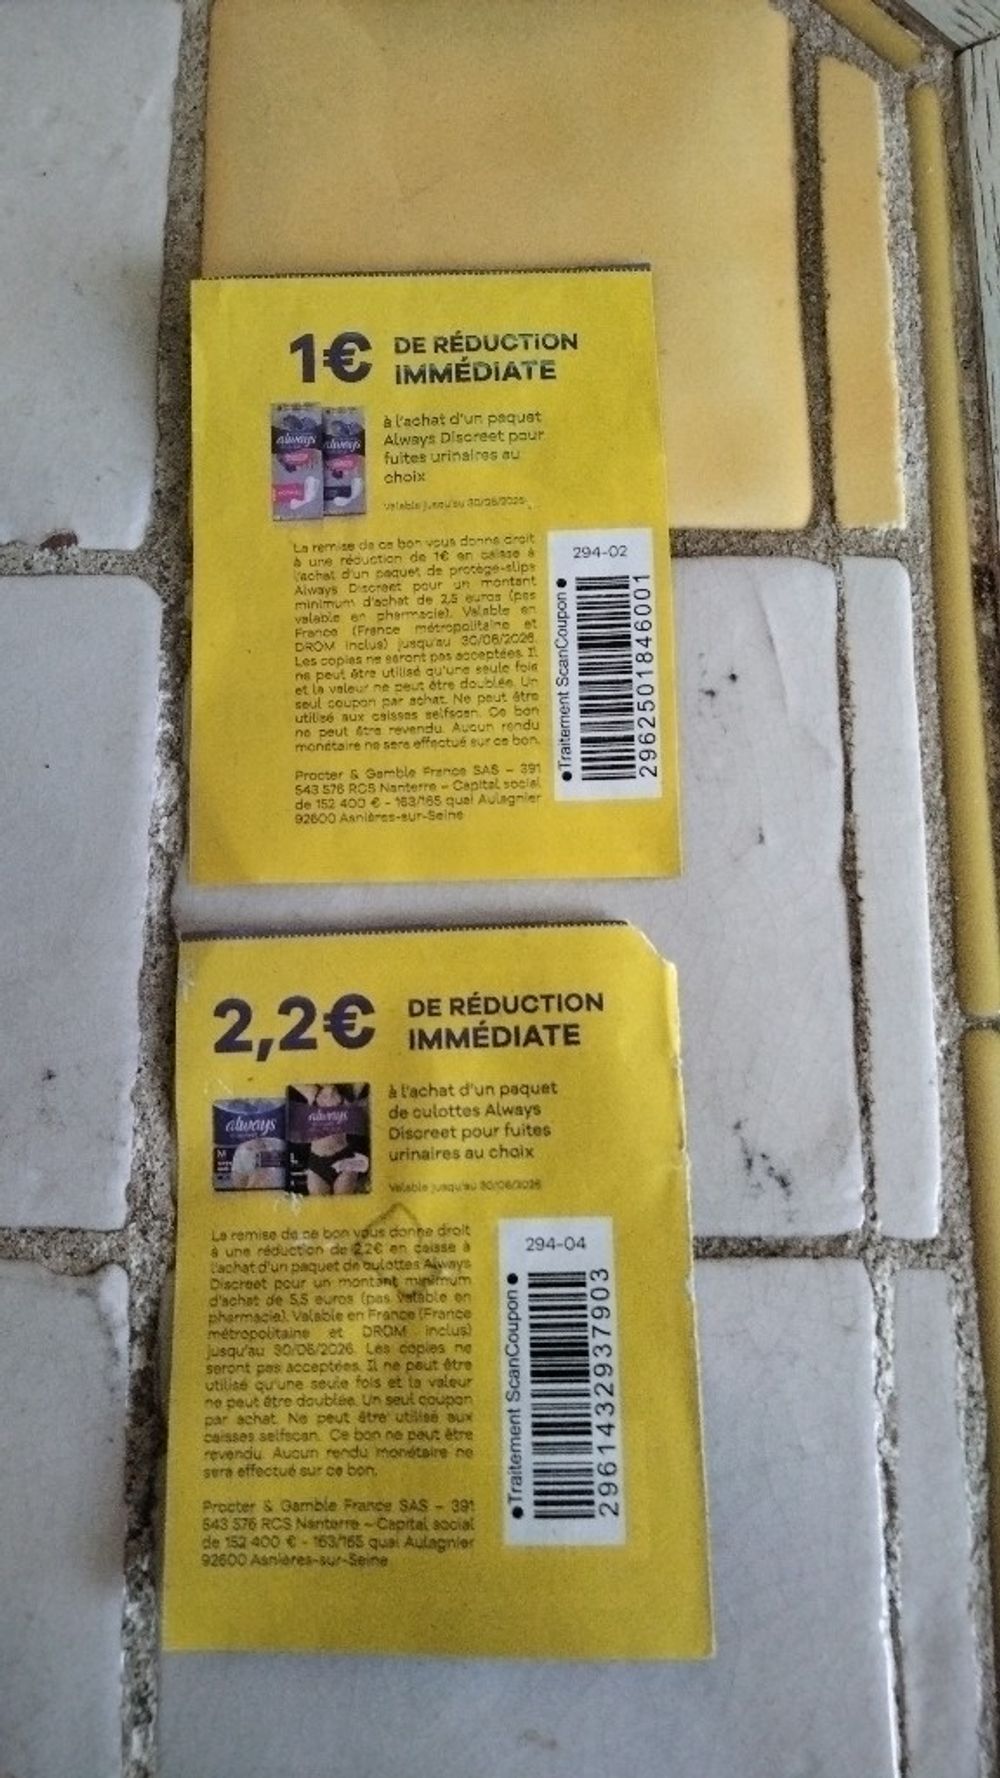 1€ DE RÉDUCTION
IMMÉDIATE
always
always
à l'achat d'un paquet
Always Discreet pour
fuites urinaires au
choix
Valable jusqu'au 30/06/2026
La remise de ce bon vous donne droit
à une réduction de 1€ en caisse à
l'achat d'un paquet de protège-slips
Always Discreet pour un montant
minimum d'achat de 2,5 euros (pas
valable en pharmacie). Valable en
France (France métropolitaine et
DROM inclus) jusqu'au 30/06/2026.
Les copies ne seront pas acceptées. Il
ne peut être utilisé qu'une seule fois
et la valeur ne peut être doublée. Un
seul coupon par achat. Ne peut être
utilisé aux caisses selfscan. Ce bon
ne peut être revendu. Aucun rendu
monétaire ne sera effectué sur ce bon.
Procter & Gamble France SAS – 391
543 576 RCS Nanterre – Capital social
de 152 400 € - 163/165 quai Aulagnier
92600 Asnières-sur-Seine
294-02
●Traitement ScanCoupon●
2962501846001
2,2€ DE RÉDUCTION
IMMÉDIATE
always
always
M
L
à l'achat d'un paquet
de culottes Always
Discreet pour fuites
urinaires au choix
Valable jusqu'au 30/06/2026
La remise de ce bon vous donne droit
à une réduction de 2,2€ en caisse à
l'achat d'un paquet de culottes Always
Discreet pour un montant minimum
d'achat de 5,5 euros (pas valable en
pharmacie). Valable en France (France
métropolitaine et DROM inclus)
jusqu'au 30/06/2026. Les copies ne
seront pas acceptées. Il ne peut être
utilisé qu'une seule fois et la valeur
ne peut être doublée. Un seul coupon
par achat. Ne peut être utilisé aux
caisses selfscan. Ce bon ne peut être
revendu. Aucun rendu monétaire ne
sera effectué sur ce bon.
Procter & Gamble France SAS – 391
543 576 RCS Nanterre – Capital social
de 152 400 € - 163/165 quai Aulagnier
92600 Asnières-sur-Seine
294-04
●Traitement ScanCoupon●
2961432937903